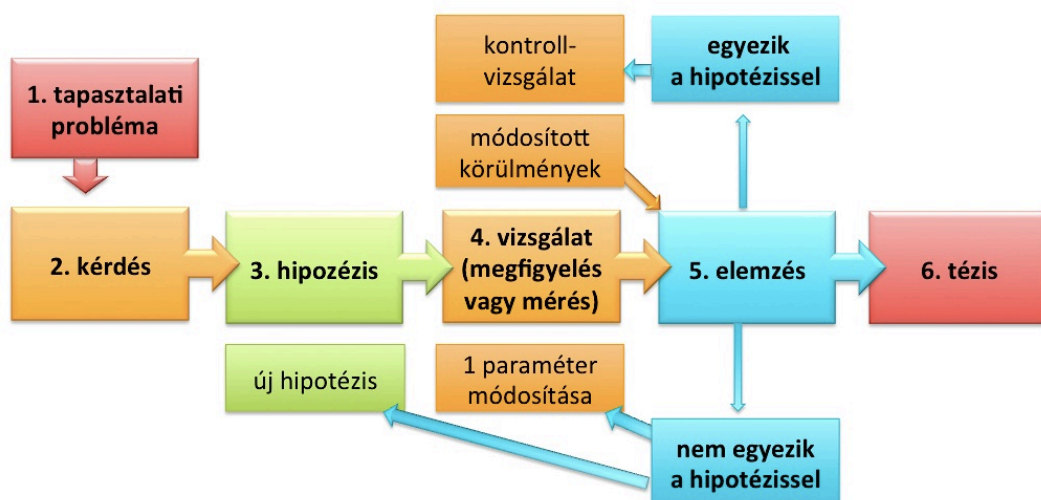 kontroll-
vizsgálat
egyezik
a hipotézissel
1. tapasztalati
probléma
módosított
körülmények
2. kérdés
3. hipozézis
4. vizsgálat
(megfigyelés
vagy mérés)
5. elemzés
6. tézis
új hipotézis
1 paraméter
módosítása
nem egyezik
a hipotézissel